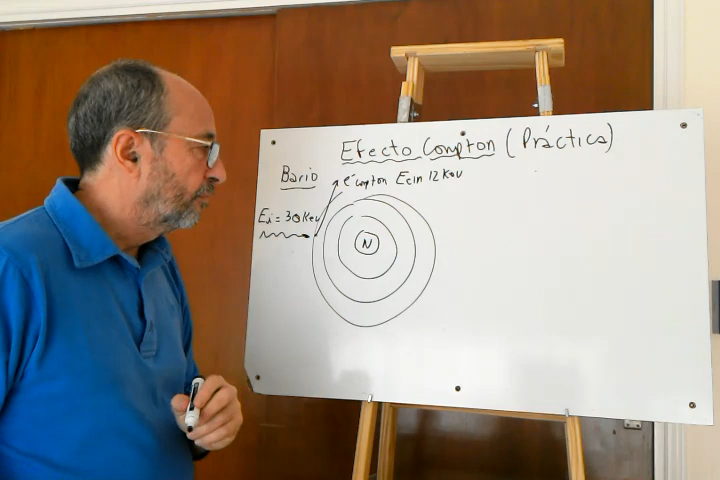 Efecto Compton (Práctica)
Bario
e⁻ compton Ecin 12 Kev
Ei = 30 Kev
N